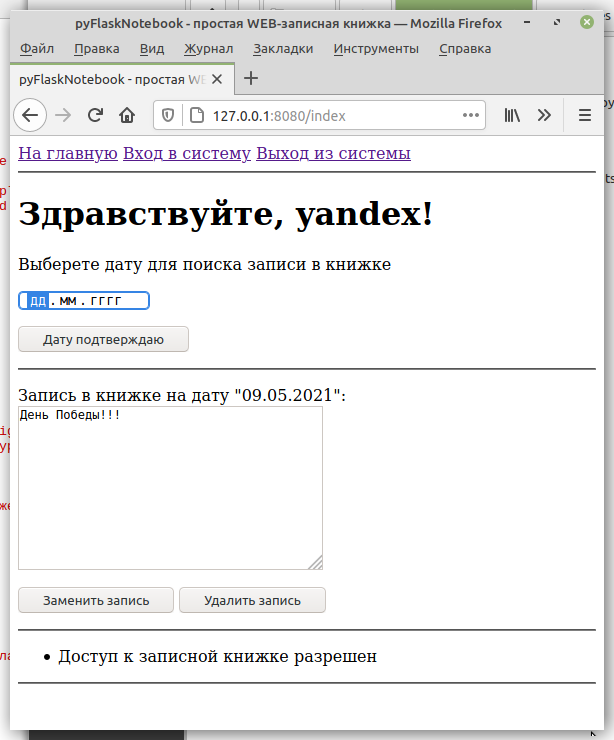 pyFlaskNotebook - простая WEB-записная книжка — Mozilla Firefox
Файл Правка Вид Журнал Закладки Инструменты Справка
pyFlaskNotebook - простая WE
127.0.0.1:8080/index
На главную Вход в систему Выход из системы
Здравствуйте, yandex!
Выберете дату для поиска записи в книжке
дд.мм.гггг
Дату подтверждаю
Запись в книжке на дату "09.05.2021":
День Победы!!!
Заменить запись Удалить запись
Доступ к записной книжке разрешен